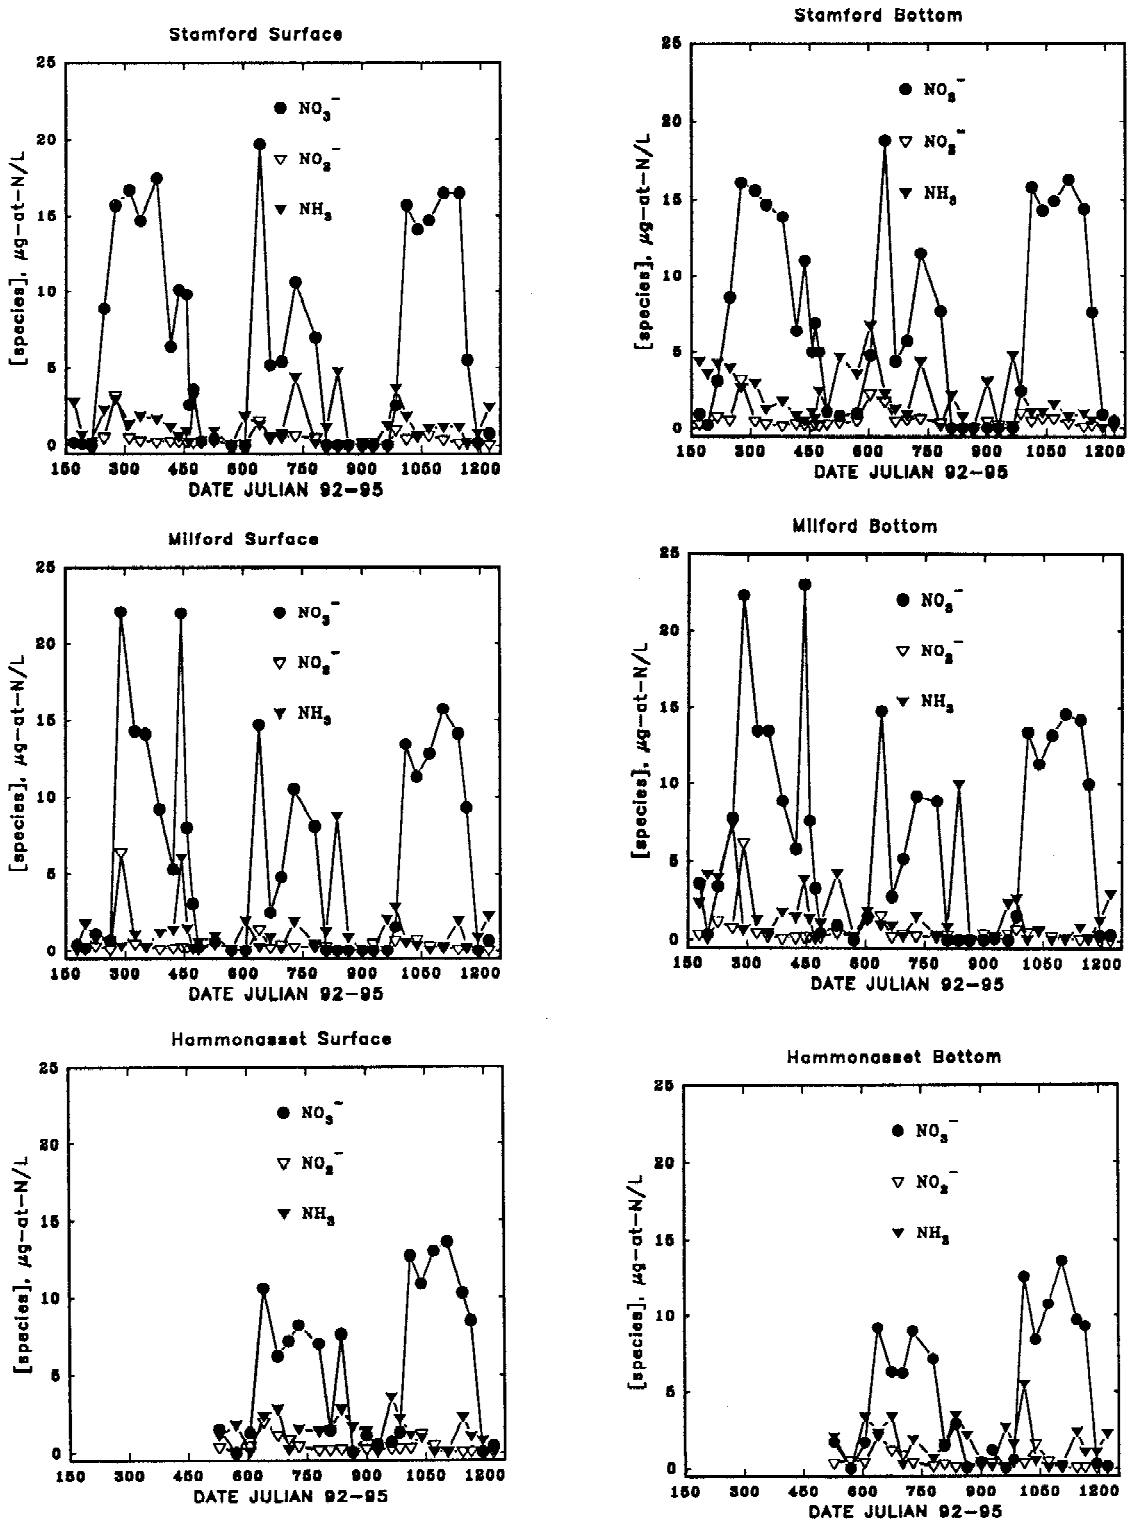 Stamford Surface
25
20
15
10
5
0
[species], μg-at-N/L
NO₃⁻
NO₂⁻
NH₃
150 300 450 600 750 900 1050 1200
DATE JULIAN 92-95
Stamford Bottom
25
20
15
10
5
0
[species], μg-at-N/L
NO₃⁻
NO₂⁻
NH₃
150 300 450 600 750 900 1050 1200
DATE JULIAN 92-95
Milford Surface
25
20
15
10
5
0
[species], μg-at-N/L
NO₃⁻
NO₂⁻
NH₃
150 300 450 600 750 900 1050 1200
DATE JULIAN 92-95
Milford Bottom
25
20
15
10
5
0
[species], μg-at-N/L
NO₃⁻
NO₂⁻
NH₃
150 300 450 600 750 900 1050 1200
DATE JULIAN 92-95
Hammonasset Surface
25
20
15
10
5
0
[species], μg-at-N/L
NO₃⁻
NO₂⁻
NH₃
150 300 450 600 750 900 1050 1200
DATE JULIAN 92-95
Hammonasset Bottom
25
20
15
10
5
0
[species], μg-at-N/L
NO₃⁻
NO₂⁻
NH₃
150 300 450 600 750 900 1050 1200
DATE JULIAN 92-95